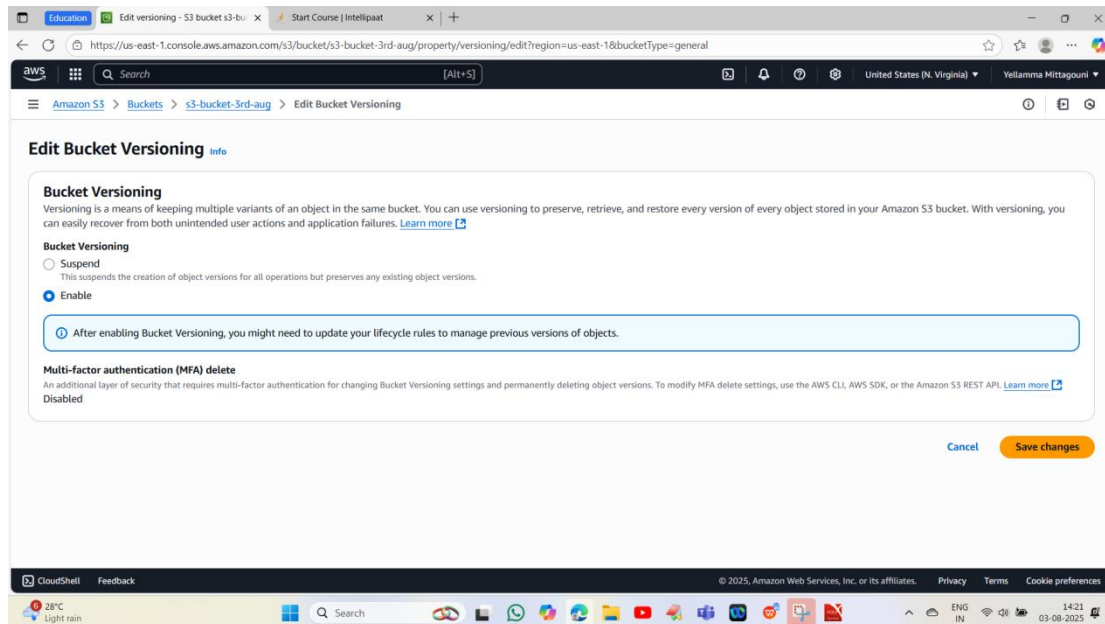 Education
Edit versioning - S3 bucket s3-bu
Start Course | Intellipaat
https://us-east-1.console.aws.amazon.com/s3/bucket/s3-bucket-3rd-aug/property/versioning/edit?region=us-east-1&bucketType=general
aws
Search
[Alt+S]
United States (N. Virginia)
Yellamma Mittagouni
Amazon S3 > Buckets > s3-bucket-3rd-aug > Edit Bucket Versioning
Edit Bucket Versioning Info
Bucket Versioning
Versioning is a means of keeping multiple variants of an object in the same bucket. You can use versioning to preserve, retrieve, and restore every version of every object stored in your Amazon S3 bucket. With versioning, you
can easily recover from both unintended user actions and application failures. Learn more
Bucket Versioning
Suspend
This suspends the creation of object versions for all operations but preserves any existing object versions.
Enable
After enabling Bucket Versioning, you might need to update your lifecycle rules to manage previous versions of objects.
Multi-factor authentication (MFA) delete
An additional layer of security that requires multi-factor authentication for changing Bucket Versioning settings and permanently deleting object versions. To modify MFA delete settings, use the AWS CLI, AWS SDK, or the Amazon S3 REST API. Learn more
Disabled
Cancel
Save changes
CloudShell Feedback
© 2025, Amazon Web Services, Inc. or its affiliates. Privacy Terms Cookie preferences
6
28°C
Light rain
Search
ENG
IN
14:21
03-08-2025